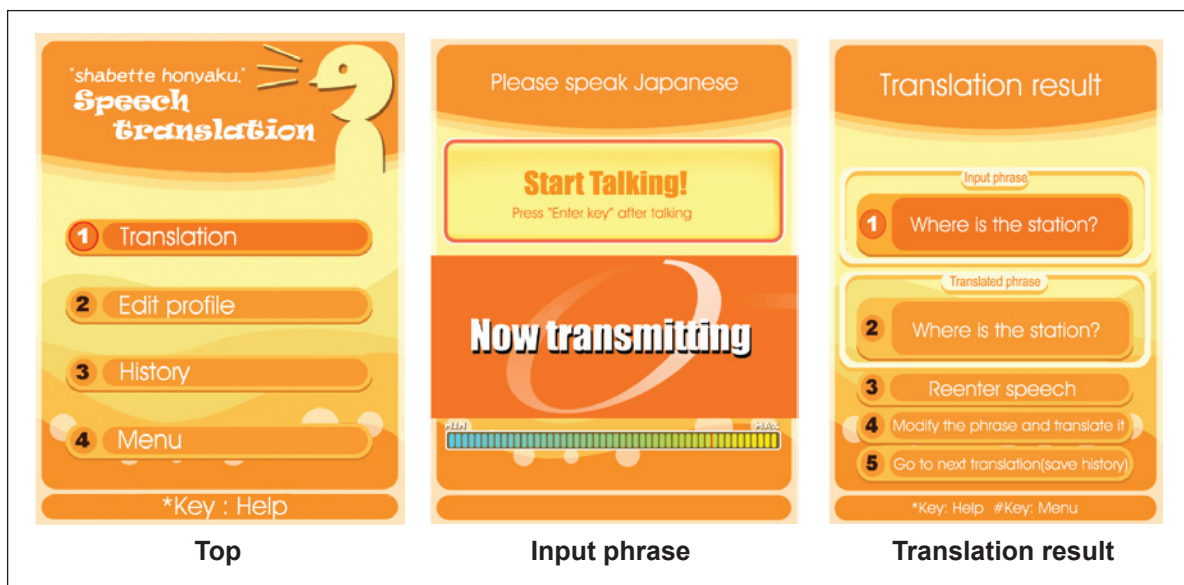 "shabette honyaku."
Speech
translation
1 Translation
2 Edit profile
3 History
4 Menu
*Key : Help
Top
Please speak Japanese
Start Talking!
Press "Enter key" after talking
Now transmitting
MIN MAX
Input phrase
Translation result
Input phrase
1 Where is the station?
Translated phrase
2 Where is the station?
3 Reenter speech
4 Modify the phrase and translate it
5 Go to next translation(save history)
*Key: Help #Key: Menu
Translation result